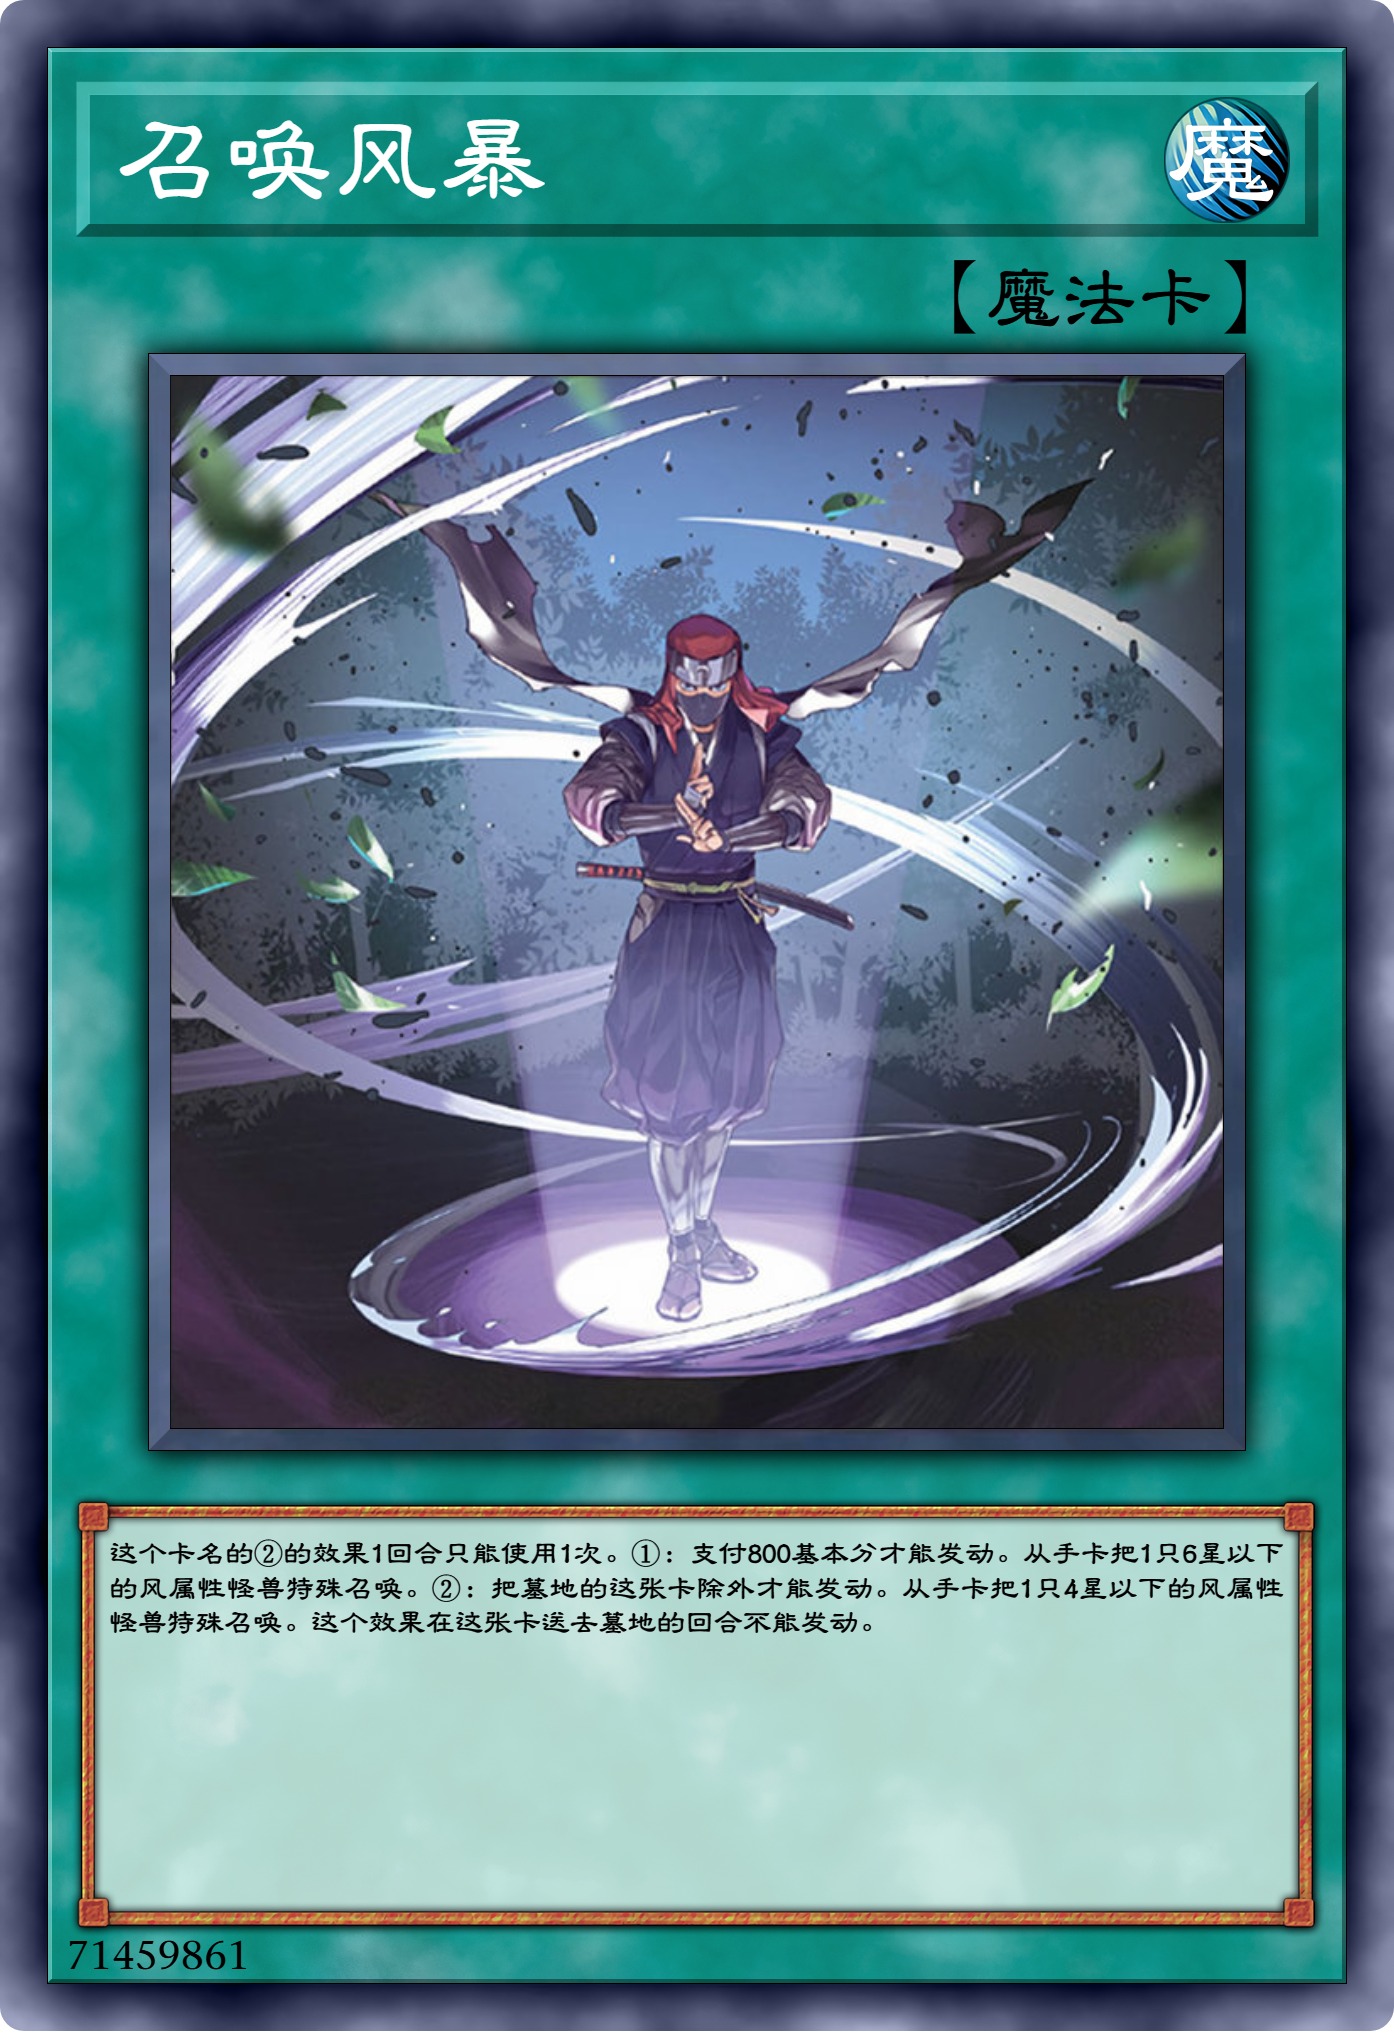 召唤风暴
魔
【魔法卡】
这个卡名的②的效果1回合只能使用1次。①：支付800基本分才能发动。从手卡把1只6星以下
的风属性怪兽特殊召唤。②：把墓地的这张卡除外才能发动。从手卡把1只4星以下的风属性
怪兽特殊召唤。这个效果在这张卡送去墓地的回合不能发动。
71459861